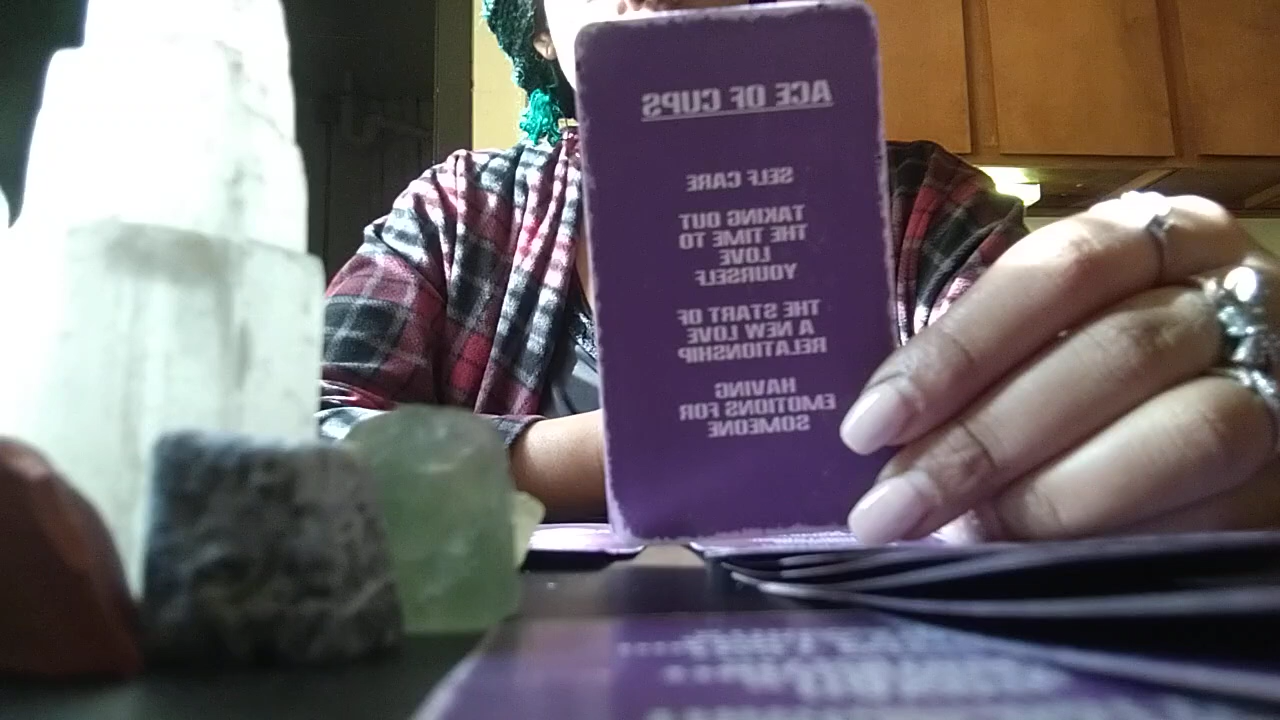 ACE OF CUPS
SELF CARE
TAKING OUT
THE TIME TO
LOVE
YOURSELF
THE START OF
A NEW LOVE
RELATIONSHIP
HAVING
EMOTIONS FOR
SOMEONE